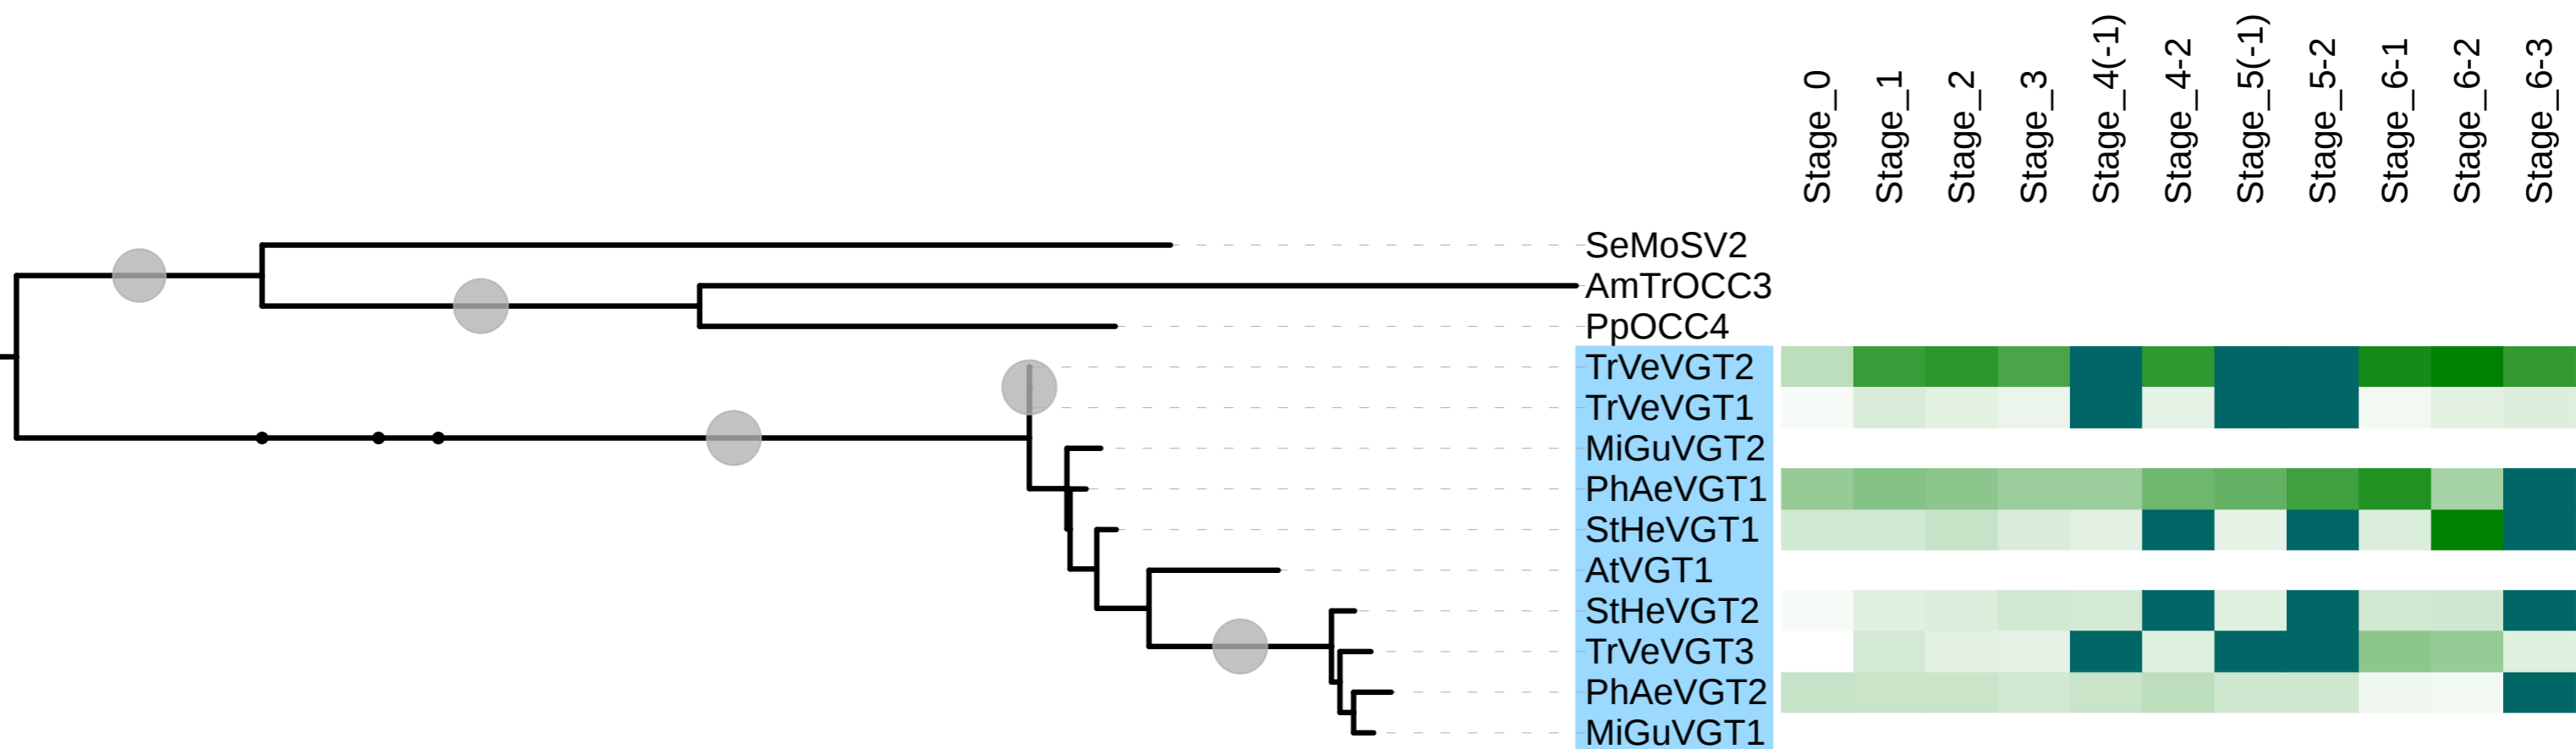 Stage_0
Stage_1
Stage_2
Stage_3
Stage_4(-1)
Stage_4-2
Stage_5(-1)
Stage_5-2
Stage_6-1
Stage_6-2
Stage_6-3
SeMoSV2
AmTrOCC3
PpOCC4
TrVeVGT2
TrVeVGT1
MiGuVGT2
PhAeVGT1
StHeVGT1
AtVGT1
StHeVGT2
TrVeVGT3
PhAeVGT2
MiGuVGT1